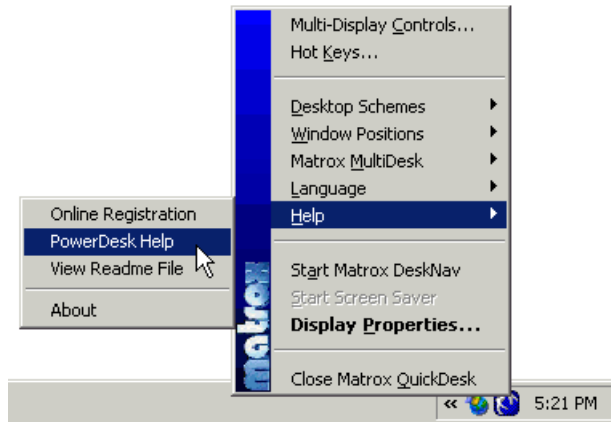 Multi-Display Controls...
Hot Keys...
Desktop Schemes
Window Positions
Matrox MultiDesk
Language
Help
Online Registration
PowerDesk Help
View Readme File
About
Start Matrox DeskNav
Start Screen Saver
Display Properties...
Close Matrox QuickDesk
matrox
« 5:21 PM